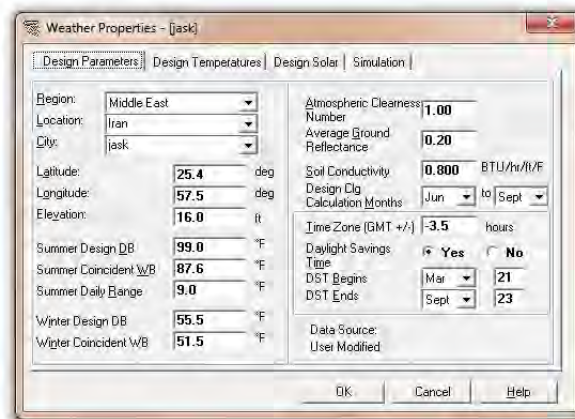 Weather Properties - [jask]
Design Parameters | Design Temperatures | Design Solar | Simulation
Region: Middle East
Location: Iran
City: jask
Latitude: 25.4 deg
Longitude: 57.5 deg
Elevation: 16.0 ft
Summer Design DB 99.0 °F
Summer Coincident WB 87.6 °F
Summer Daily Range 9.0 °F
Winter Design DB 55.5 °F
Winter Coincident WB 51.5 °F
Atmospheric Clearness
Number 1.00
Average Ground
Reflectance 0.20
Soil Conductivity 0.800 BTU/hr/ft/F
Design Clg
Calculation Months Jun to Sept
Time Zone (GMT +/-) -3.5 hours
Daylight Savings
Time Yes No
DST Begins Mar 21
DST Ends Sept 23
Data Source:
User Modified
OK Cancel Help